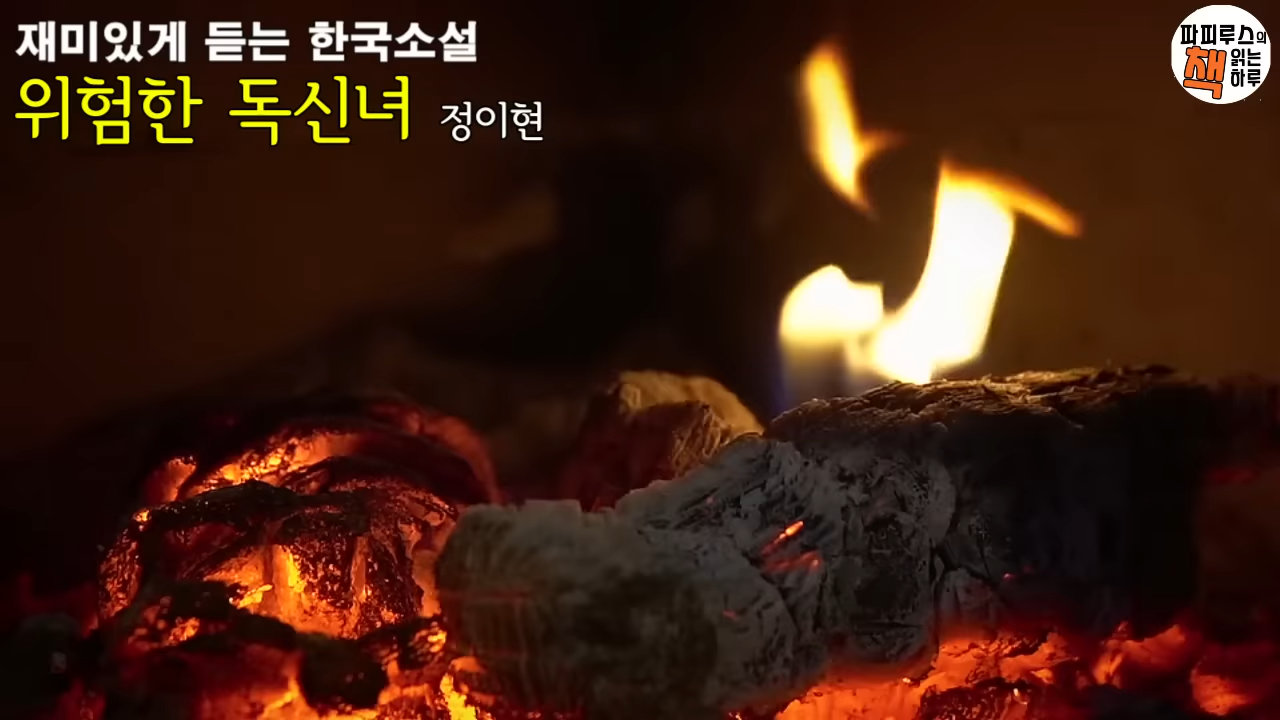 재미있게 듣는 한국소설
위험한 독신녀 정이현
파피루스의
책 읽는
하루